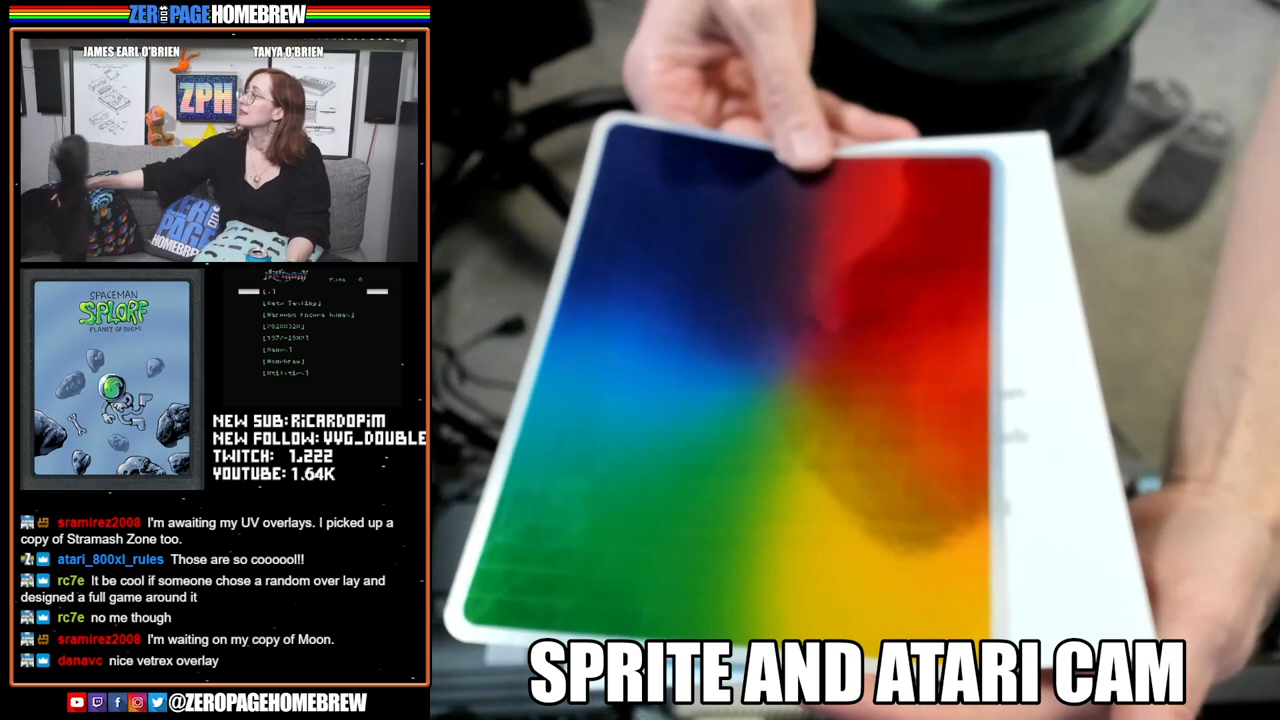 ZEROPAGEHOMEBREW
JAMES EARL O'BRIEN
TANYA O'BRIEN
ZPH
ZERO
PAGE
HOMEBREW
SPACEMAN
SPLORF
PLANET OF DOOM
NEW SUB: RICARDOPIM
NEW FOLLOW: VVG_DOUBLE
TWITCH: 1,222
YOUTUBE: 1.64K
sramirez2008 I'm awaiting my UV overlays. I picked up a
copy of Stramash Zone too.
atari_800xl_rules Those are so cooool!!
rc7e It be cool if someone chose a random over lay and
designed a full game around it
rc7e no me though
sramirez2008 I'm waiting on my copy of Moon.
danavc nice vetrex overlay
@ZEROPAGEHOMEBREW
SPRITE AND ATARI CAM